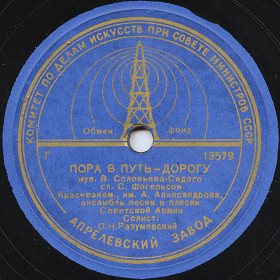 КОМИТЕТ ПО ДЕЛАМ ИСКУССТВ ПРИ СОВЕТЕ МИНИСТРОВ СССР
Обмен. фонд
Г 13579
ПОРА В ПУТЬ-ДОРОГУ
муз. В. Соловьева-Седого
сл. С. Фогельсон
Краснознам. им. А. Александрова
ансамбль песни и пляски
Советской Армии
Солист:
О.Н.Разумовский
АПРЕЛЕВСКИЙ ЗАВОД